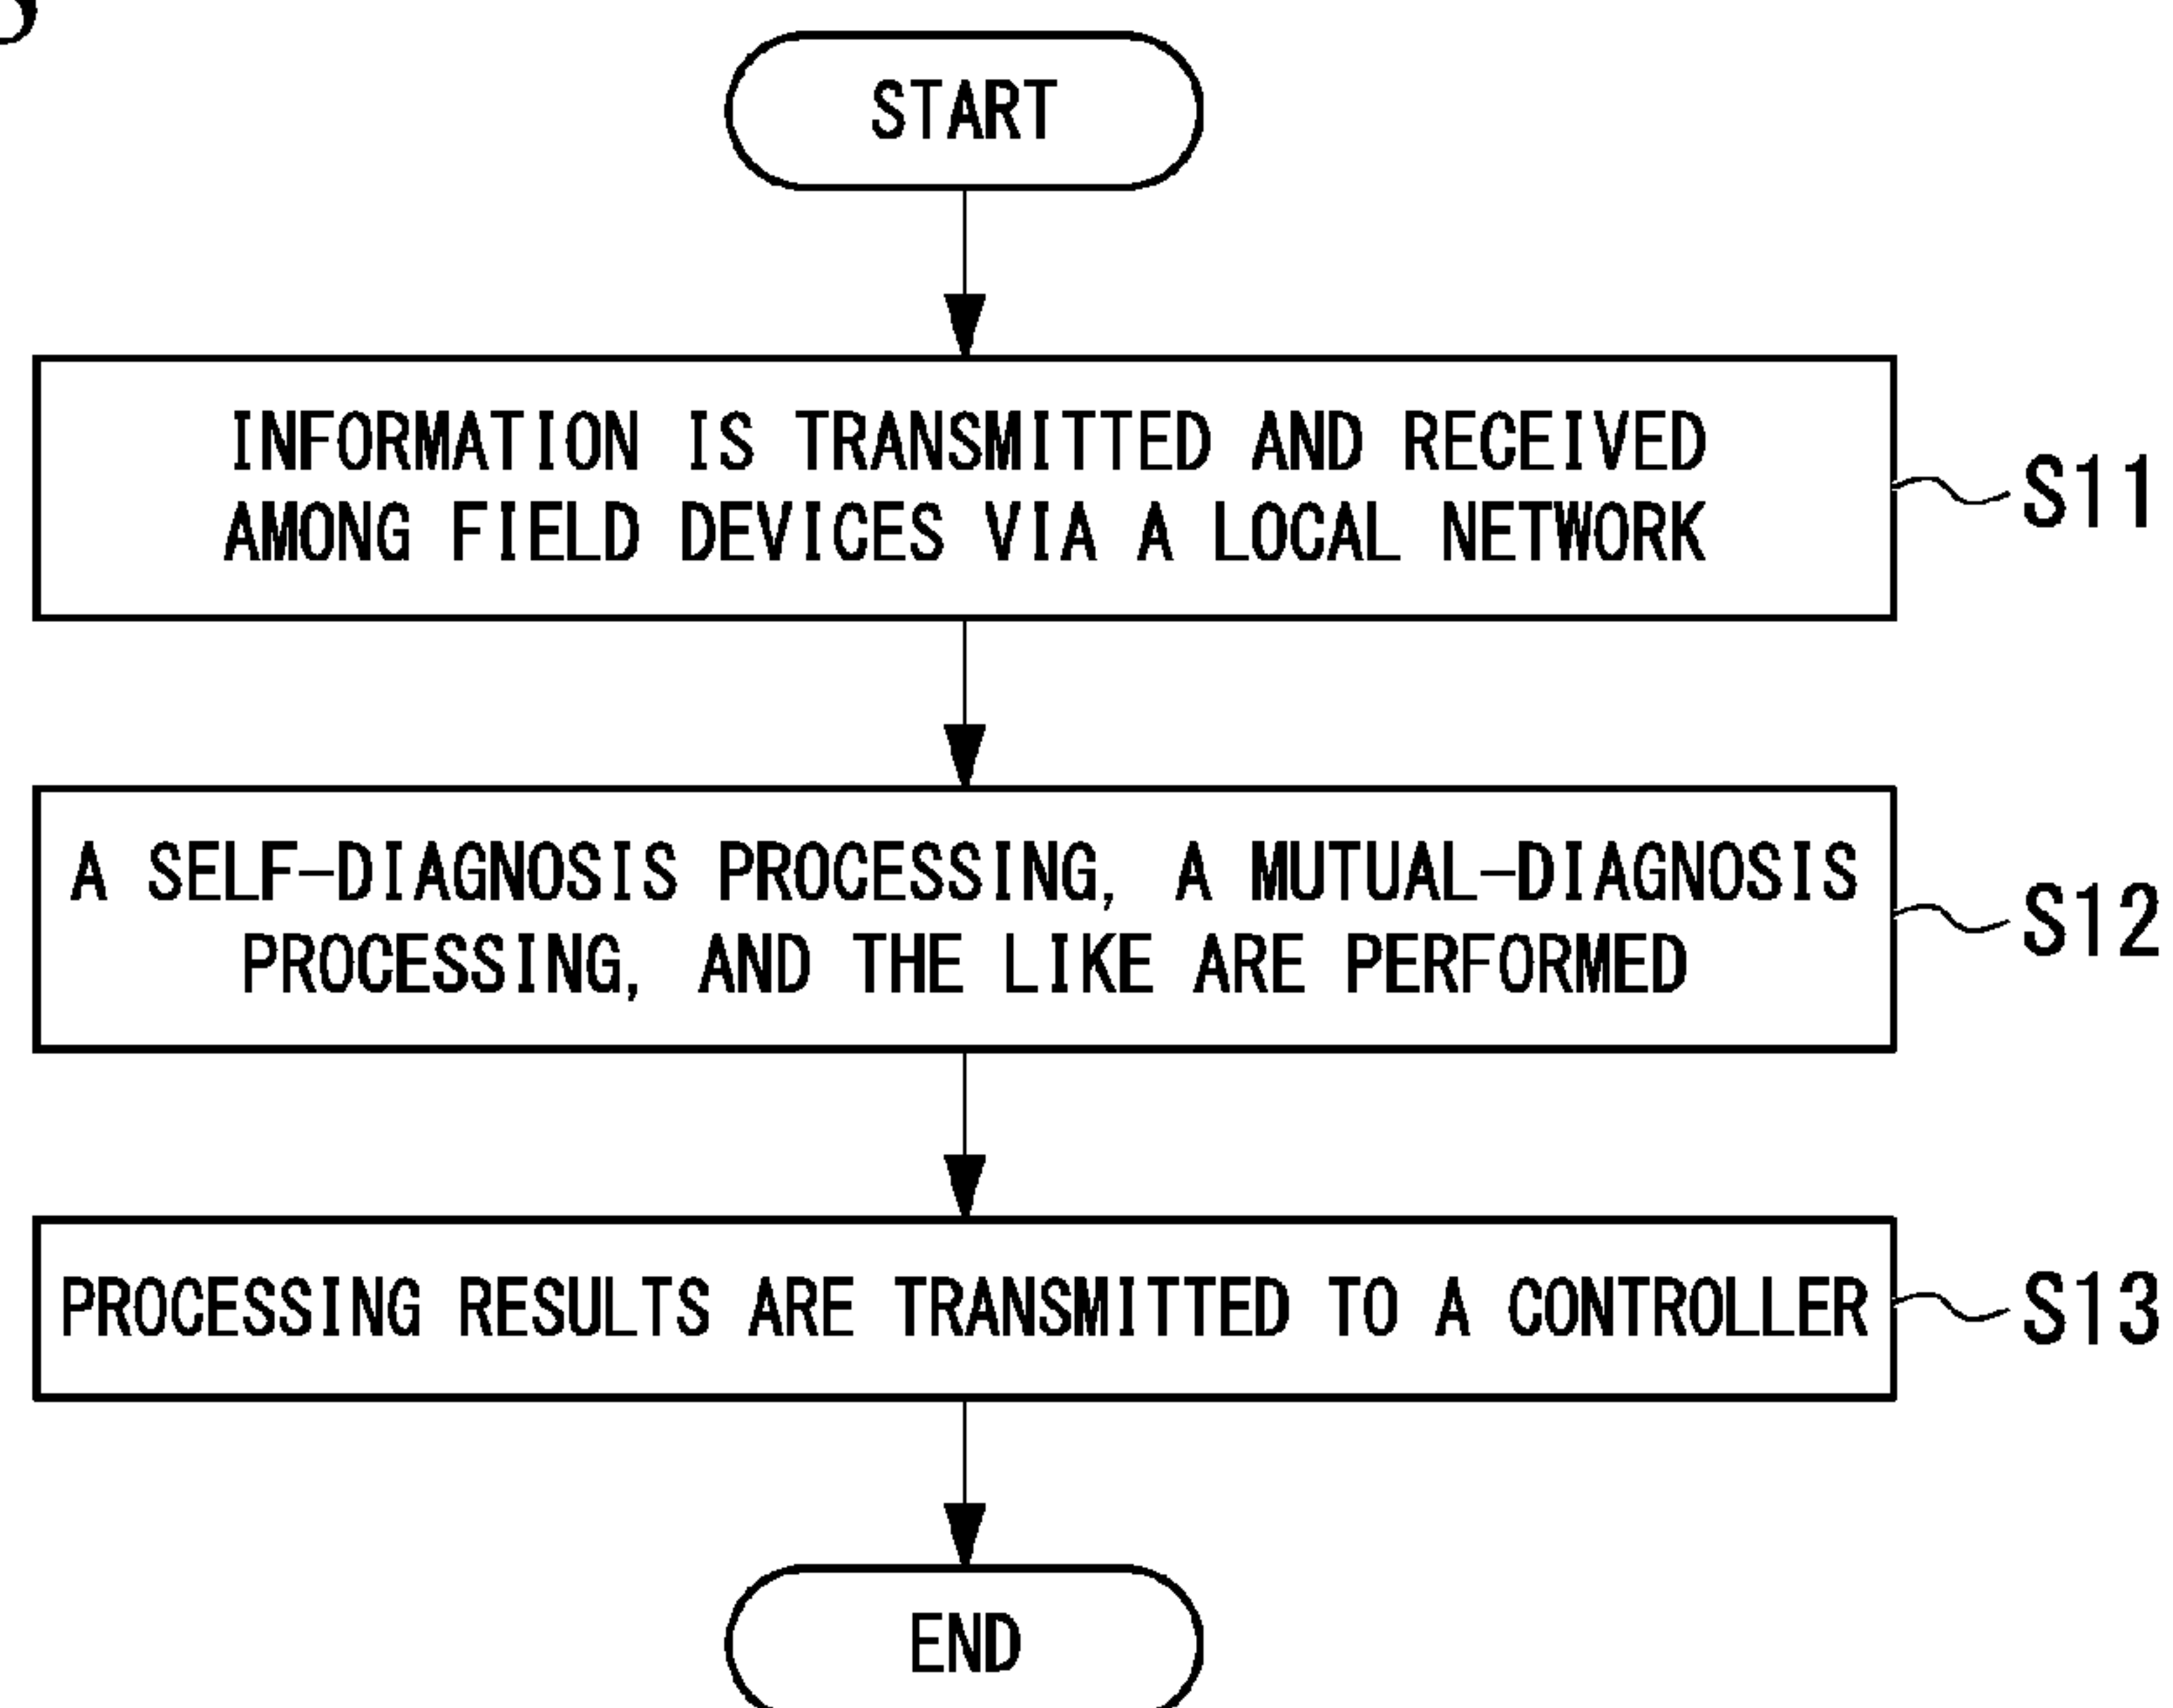 START
INFORMATION IS TRANSMITTED AND RECEIVED
AMONG FIELD DEVICES VIA A LOCAL NETWORK
S11
A SELF-DIAGNOSIS PROCESSING, A MUTUAL-DIAGNOSIS
PROCESSING, AND THE LIKE ARE PERFORMED
S12
PROCESSING RESULTS ARE TRANSMITTED TO A CONTROLLER
S13
END